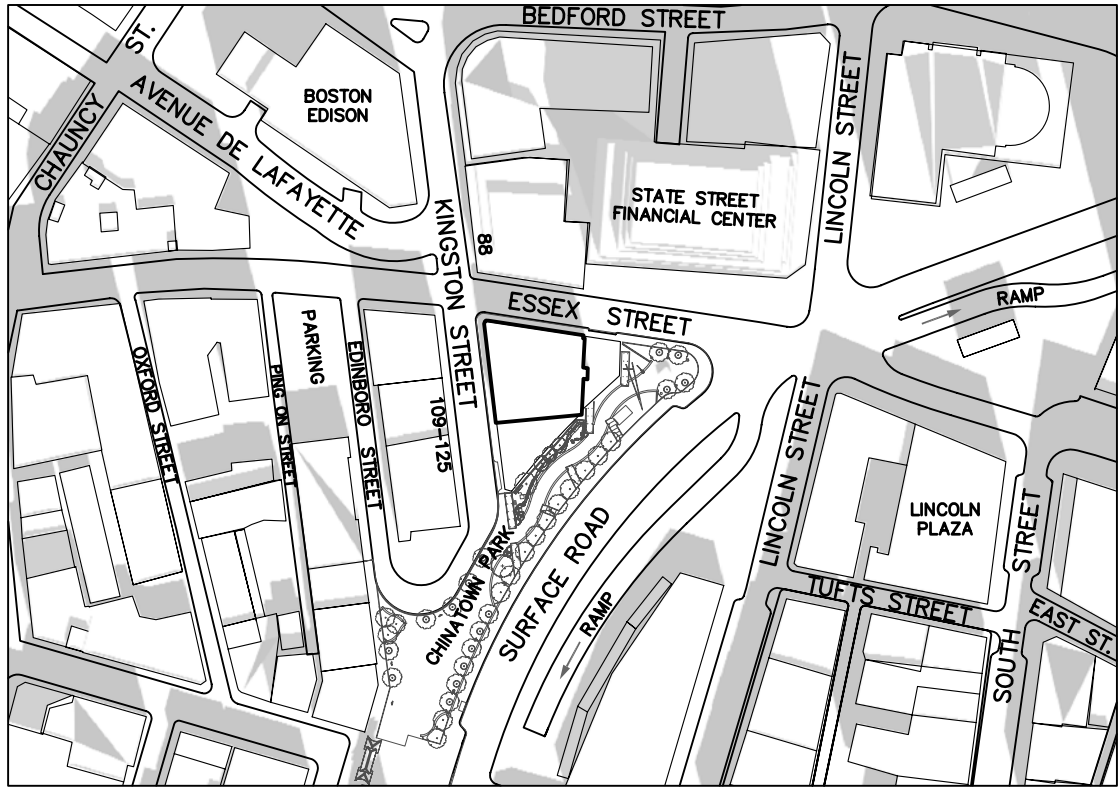 BEDFORD STREET
ST.
CHAUNCY
AVENUE DE LAFAYETTE
BOSTON
EDISON
LINCOLN STREET
STATE STREET
FINANCIAL CENTER
KINGSTON STREET
88
ESSEX STREET
RAMP
OXFORD STREET
PING ON STREET
PARKING
EDINBORO STREET
109-125
LINCOLN STREET
LINCOLN
PLAZA
CHINATOWN PARK
SURFACE ROAD
RAMP
TUFTS STREET
SOUTH STREET
EAST ST.